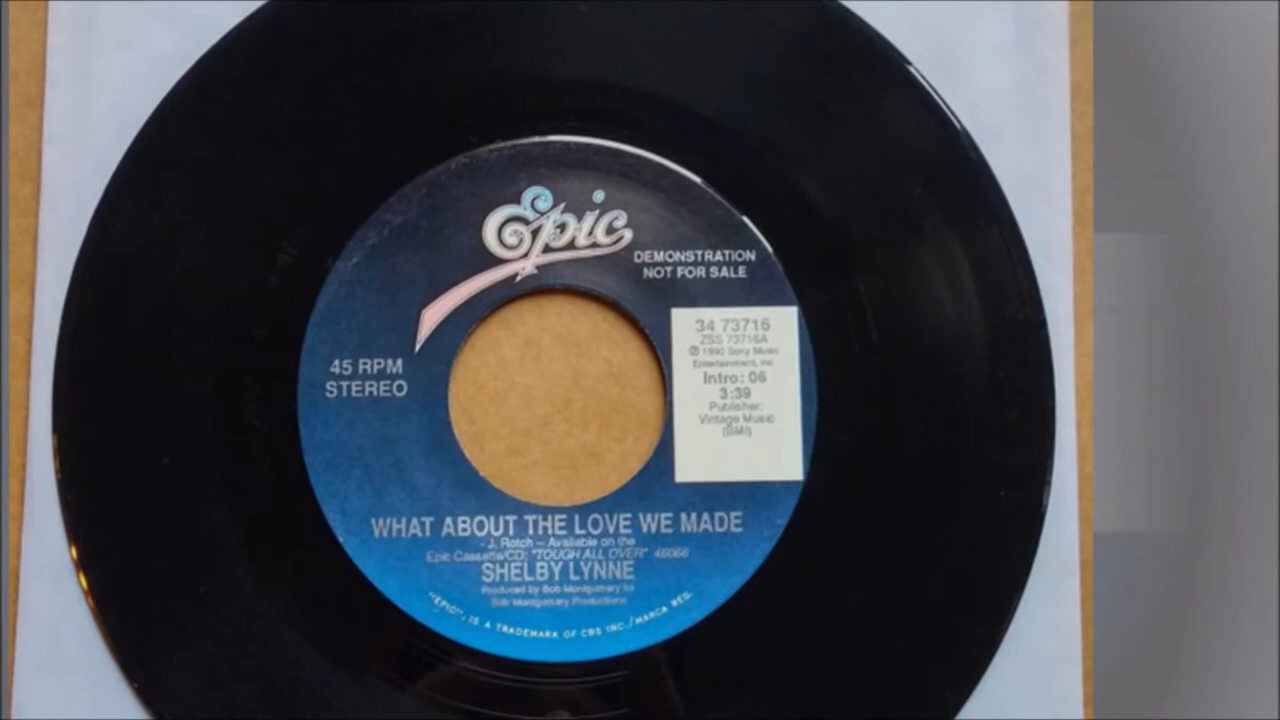 Epic
DEMONSTRATION
NOT FOR SALE
34 73716
ZSS 73716A
℗ 1990 Sony Music
Entertainment, Inc.
Intro: 06
3:39
Publisher:
Vintage Music
(BMI)
45 RPM
STEREO
WHAT ABOUT THE LOVE WE MADE
- J. Rotch – Available on the
Epic Cassette/CD: "TOUGH ALL OVER" 46066
SHELBY LYNNE
Produced by Bob Montgomery for
Bob Montgomery Productions
"EPIC", IS A TRADEMARK OF CBS INC./MARCA REG.